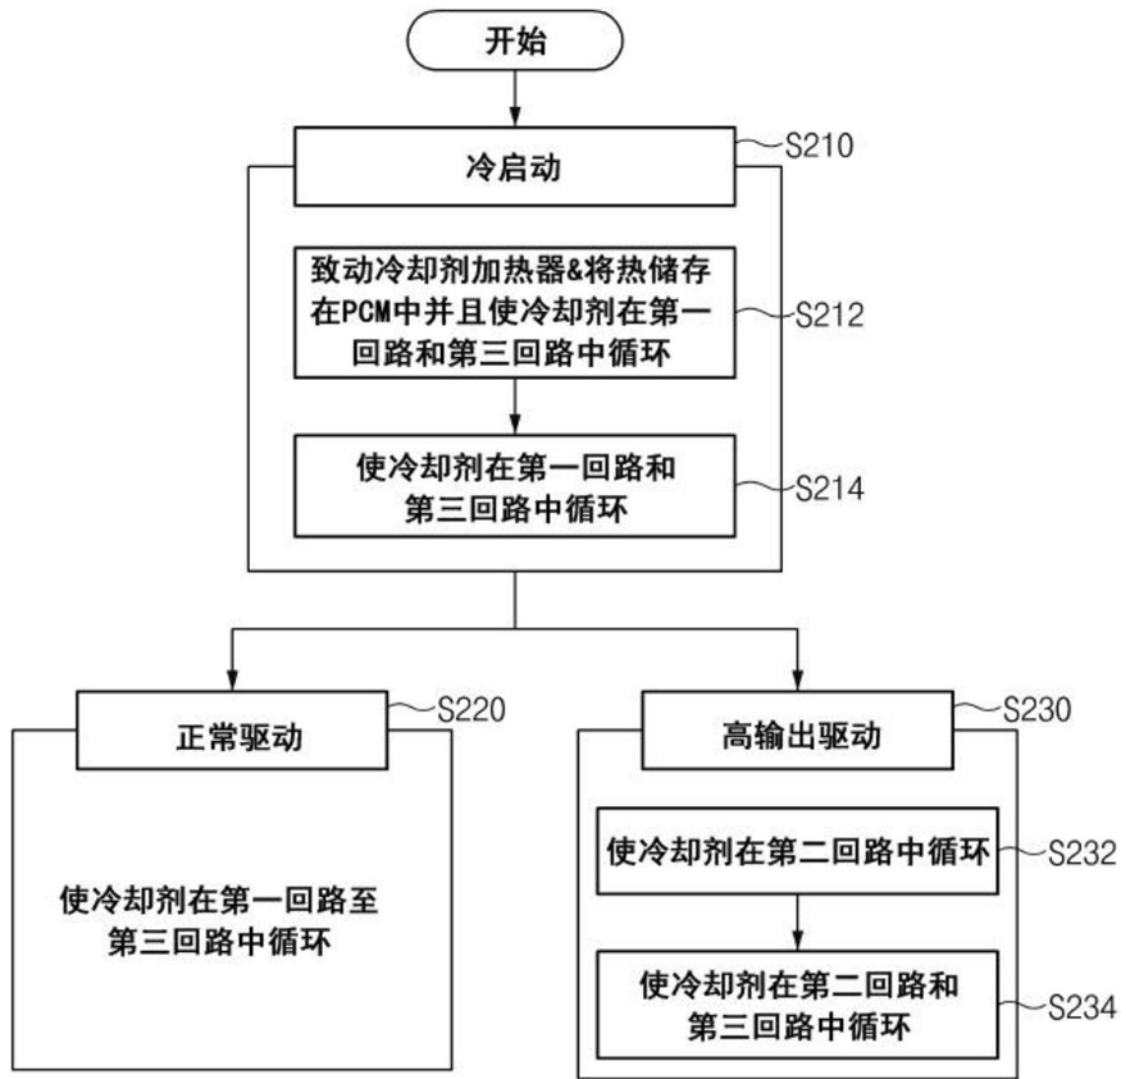 开始
S210
冷启动
致动冷却剂加热器&将热储存
在PCM中并且使冷却剂在第一
回路和第三回路中循环
S212
使冷却剂在第一回路和
第三回路中循环
S214
正常驱动
S220
使冷却剂在第一回路至
第三回路中循环
高输出驱动
S230
使冷却剂在第二回路中循环
S232
使冷却剂在第二回路和
第三回路中循环
S234